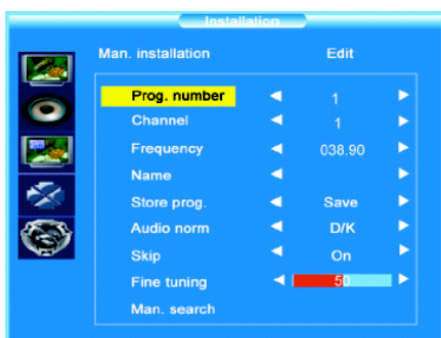 Installation
Man. installation Edit
Prog. number 1
Channel 1
Frequency 038.90
Name
Store prog. Save
Audio norm D/K
Skip On
Fine tuning 50
Man. search